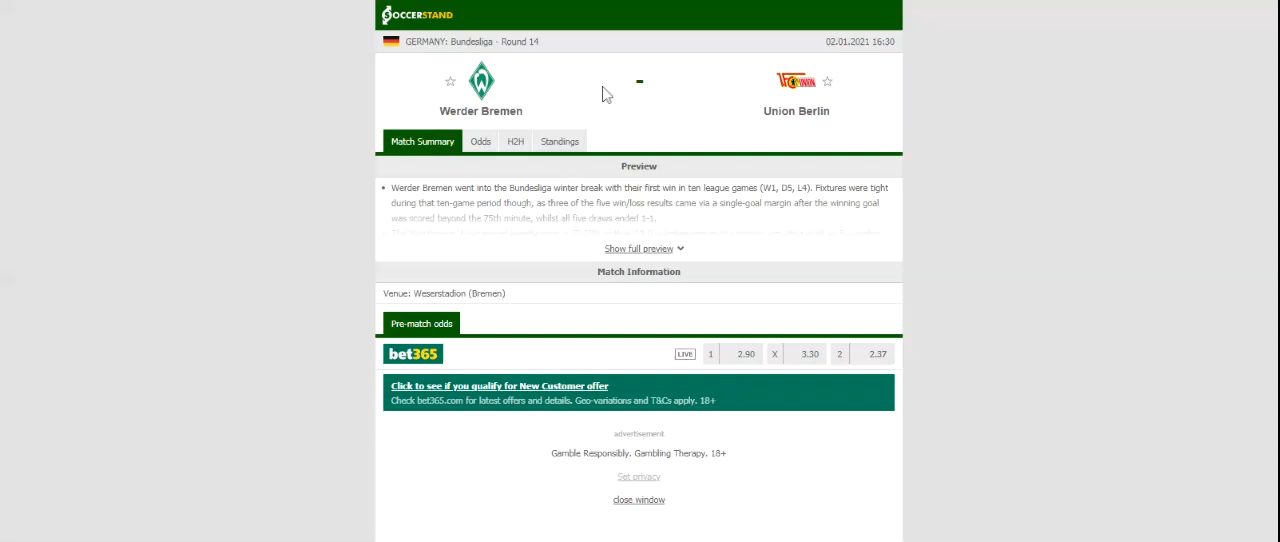 SOCCERSTAND
GERMANY: Bundesliga - Round 14 02.01.2021 16:30
-
Werder Bremen Union Berlin
Match Summary Odds H2H Standings
Preview
• Werder Bremen went into the Bundesliga winter break with their first win in ten league games (W1, D5, L4). Fixtures were tight
during that ten-game period though, as three of the five win/loss results came via a single-goal margin after the winning goal
was scored beyond the 75th minute, whilst all five draws ended 1-1.
Show full preview
Match Information
Venue: Weserstadion (Bremen)
Pre-match odds
bet365 LIVE 1 2.90 X 3.30 2 2.37
Click to see if you qualify for New Customer offer
Check bet365.com for latest offers and details. Geo-variations and T&Cs apply. 18+
advertisement
Gamble Responsibly. Gambling Therapy. 18+
Set privacy
close window